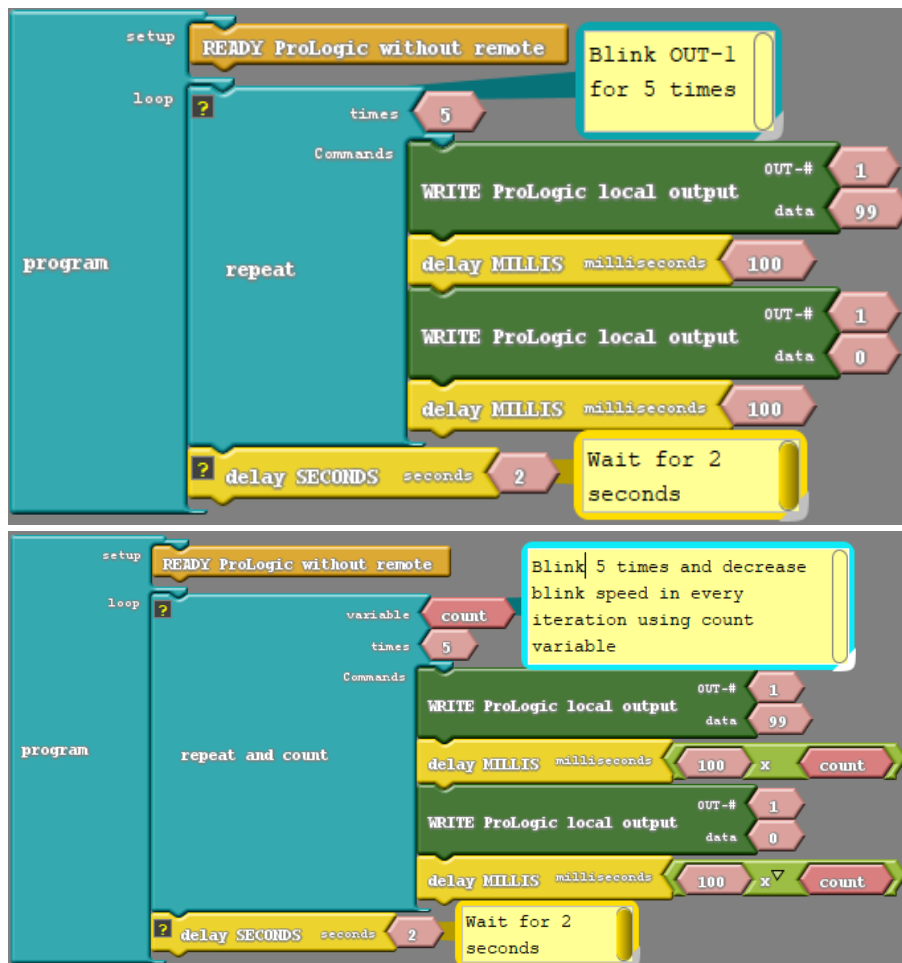 setup
READY ProLogic without remote
Blink OUT-1
for 5 times
loop
?
times 5
Commands
WRITE ProLogic local output OUT-# 1
data 99
program
repeat
delay MILLIS milliseconds 100
WRITE ProLogic local output OUT-# 1
data 0
delay MILLIS milliseconds 100
? delay SECONDS seconds 2
Wait for 2
seconds
setup
READY ProLogic without remote
Blink 5 times and decrease
blink speed in every
iteration using count
variable
loop
?
variable count
times 5
Commands
WRITE ProLogic local output OUT-# 1
data 99
program
repeat and count
delay MILLIS milliseconds 100 x count
WRITE ProLogic local output OUT-# 1
data 0
delay MILLIS milliseconds 100 x count
? delay SECONDS seconds 2
Wait for 2
seconds